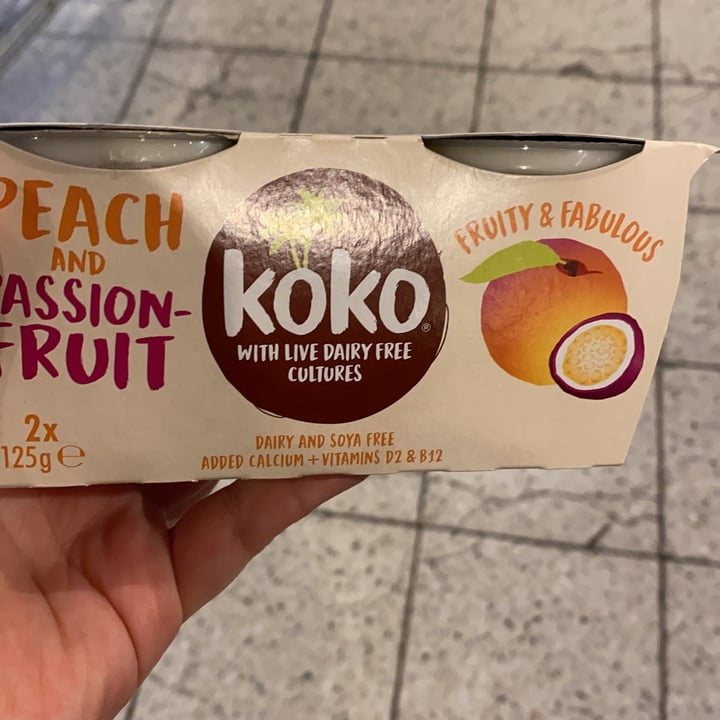 PEACH
AND
PASSION-
FRUIT
2x
125g ℮
koko®
WITH LIVE DAIRY FREE
CULTURES
DAIRY AND SOYA FREE
ADDED CALCIUM + VITAMINS D2 & B12
FRUITY & FABULOUS